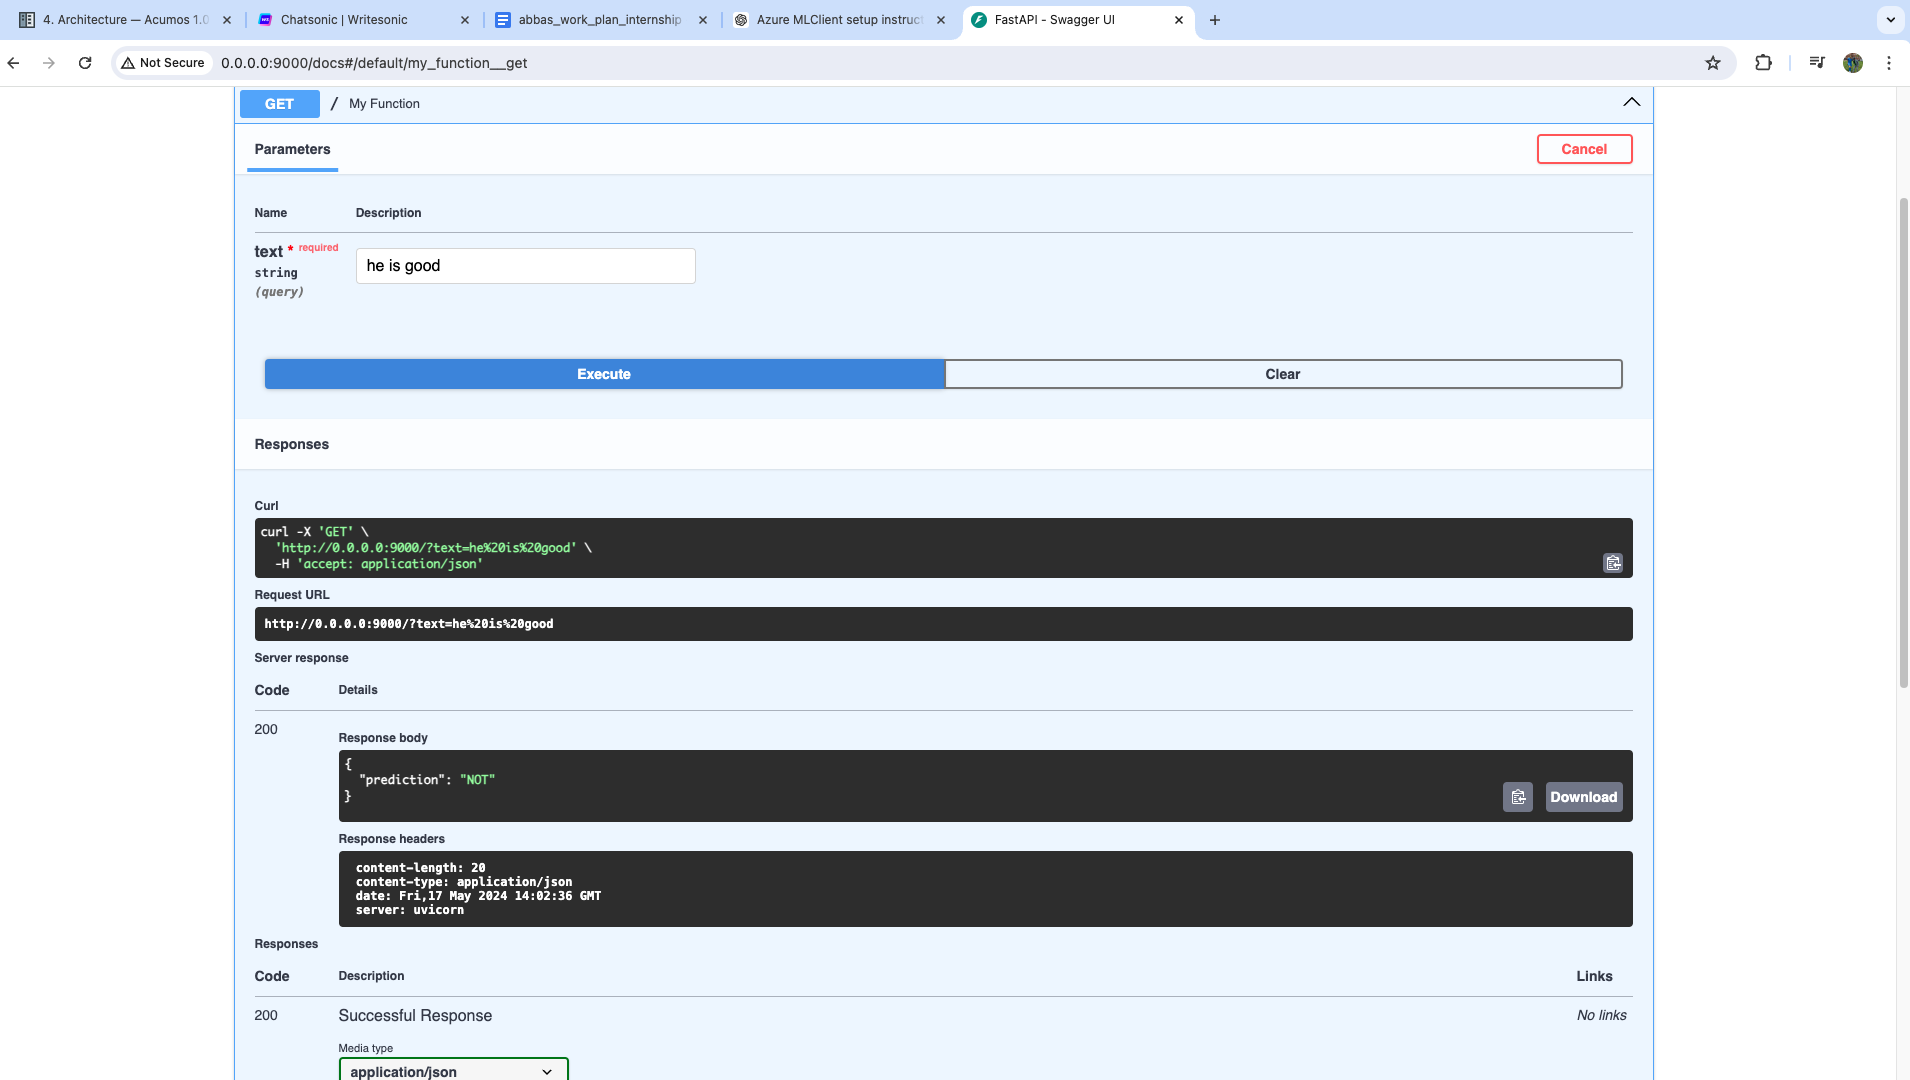 4. Architecture — Acumos 1.0
Chatsonic | Writesonic
abbas_work_plan_internship
Azure MLClient setup instruct
FastAPI - Swagger UI
Not Secure
0.0.0.0:9000/docs#/default/my_function__get
GET / My Function
Parameters
Cancel
Name Description
text * required
string
(query)
he is good
Execute
Clear
Responses
Curl
curl -X 'GET' \
'http://0.0.0.0:9000/?text=he%20is%20good' \
-H 'accept: application/json'
Request URL
http://0.0.0.0:9000/?text=he%20is%20good
Server response
Code Details
200
Response body
{
"prediction": "NOT"
}
Download
Response headers
content-length: 20
content-type: application/json
date: Fri,17 May 2024 14:02:36 GMT
server: uvicorn
Responses
Code Description Links
200 Successful Response No links
Media type
application/json